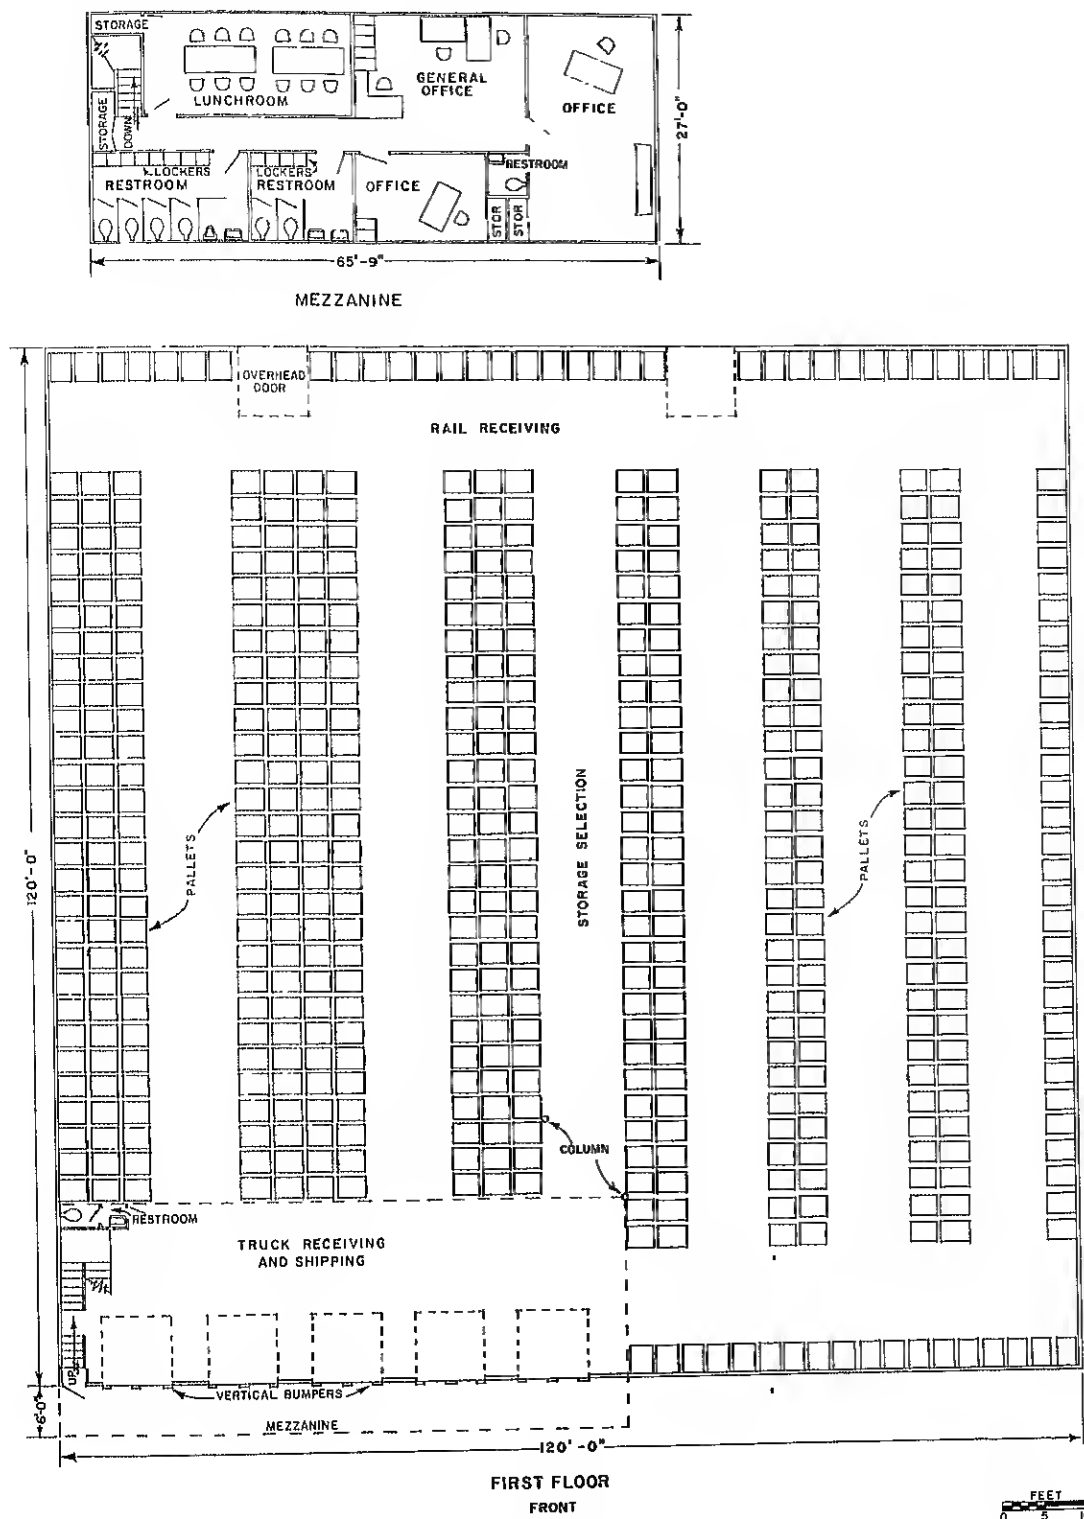 STORAGE
LUNCHROOM
GENERAL
OFFICE
OFFICE
27'-0"
STORAGE
DOWN
LOCKERS
RESTROOM
LOCKERS
RESTROOM
OFFICE
RESTROOM
STOR
STOR
65'-9"
MEZZANINE
OVERHEAD
DOOR
RAIL RECEIVING
120'-0"
PALLETS
STORAGE SELECTION
PALLETS
COLUMN
RESTROOM
TRUCK RECEIVING
AND SHIPPING
UP
VERTICAL BUMPERS
6'-0"
MEZZANINE
120'-0"
FIRST FLOOR
FRONT
FEET
0 5